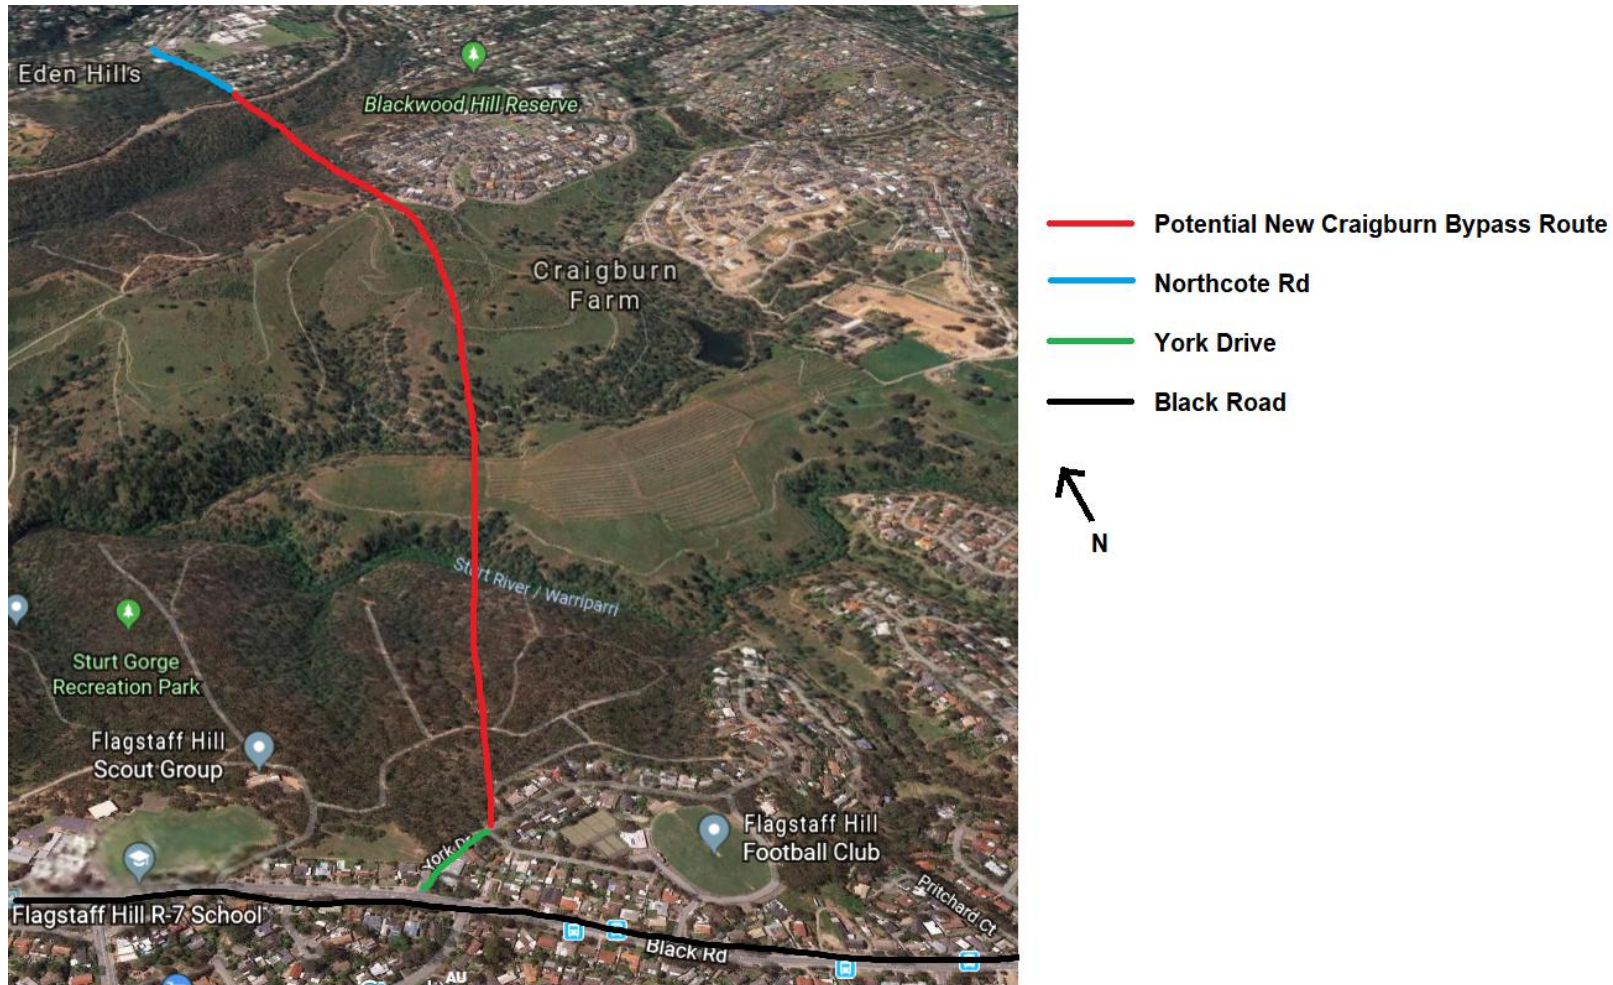 Eden Hills
Blackwood Hill Reserve
Craigburn
Farm
Sturt River / Warriparri
Sturt Gorge
Recreation Park
Flagstaff Hill
Scout Group
York Dr
Flagstaff Hill
Football Club
Pritchard Ct
Flagstaff Hill R-7 School
Black Rd
AU
Potential New Craigburn Bypass Route
Northcote Rd
York Drive
Black Road
N